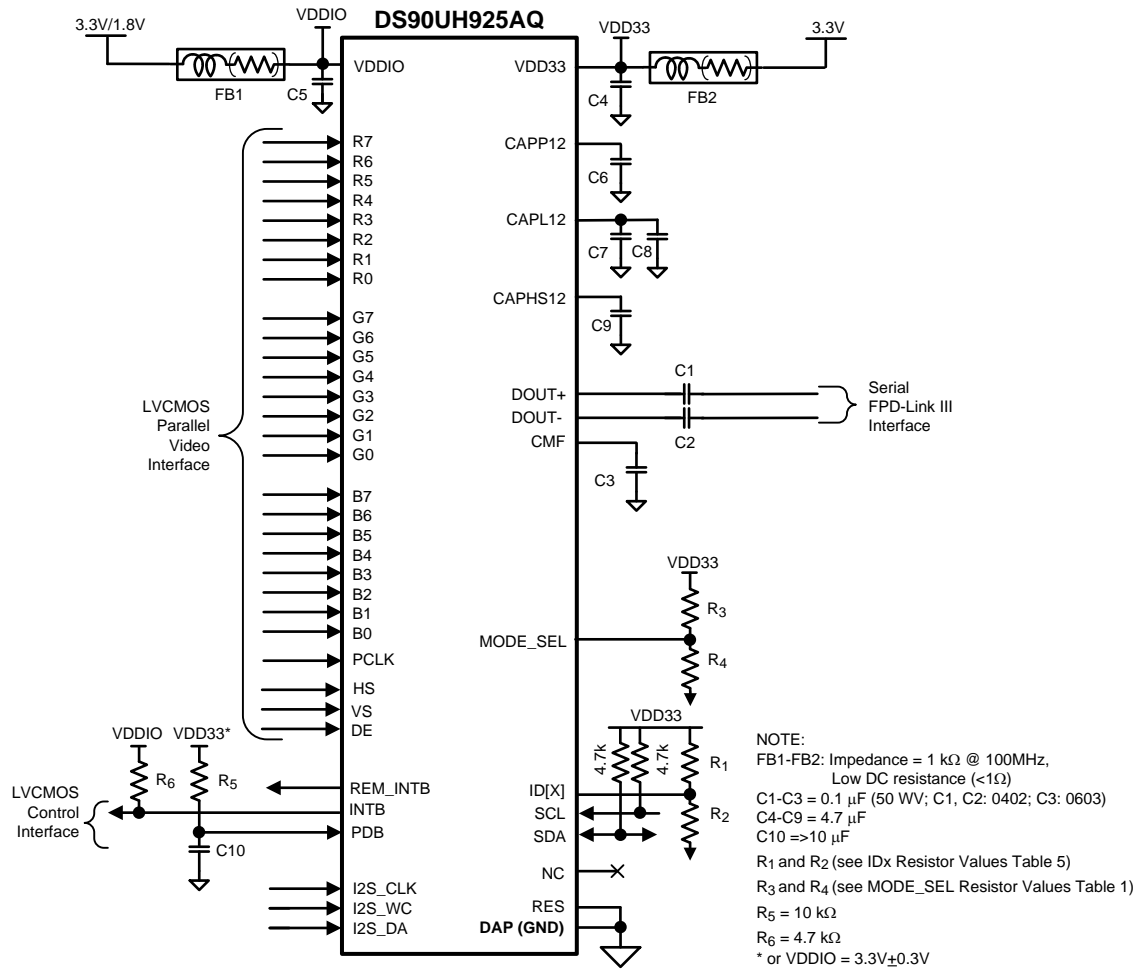 DS90UH925AQ
3.3V/1.8V
VDDIO
VDD33
3.3V
VDDIO
VDD33
FB1
C5
C4
FB2
R7
R6
R5
R4
R3
R2
R1
R0
CAPP12
C6
CAPL12
C7
C8
CAPHS12
C9
G7
G6
G5
G4
G3
G2
G1
G0
LVCMOS
Parallel
Video
Interface
C1
DOUT+
DOUT-
C2
Serial
FPD-Link III
Interface
CMF
C3
B7
B6
B5
B4
B3
B2
B1
B0
PCLK
HS
VS
DE
VDD33
R3
MODE_SEL
R4
VDDIO
VDD33*
R6
R5
LVCMOS
Control
Interface
REM_INTB
INTB
PDB
C10
VDD33
4.7k
4.7k
R1
ID[X]
SCL
R2
SDA
NC
RES
DAP (GND)
I2S_CLK
I2S_WC
I2S_DA
NOTE:
FB1-FB2: Impedance = 1 kΩ @ 100MHz,
Low DC resistance (<1Ω)
C1-C3 = 0.1 μF (50 WV; C1, C2: 0402; C3: 0603)
C4-C9 = 4.7 μF
C10 =>10 μF
R1 and R2 (see IDx Resistor Values Table 5)
R3 and R4 (see MODE_SEL Resistor Values Table 1)
R5 = 10 kΩ
R6 = 4.7 kΩ
* or VDDIO = 3.3V±0.3V